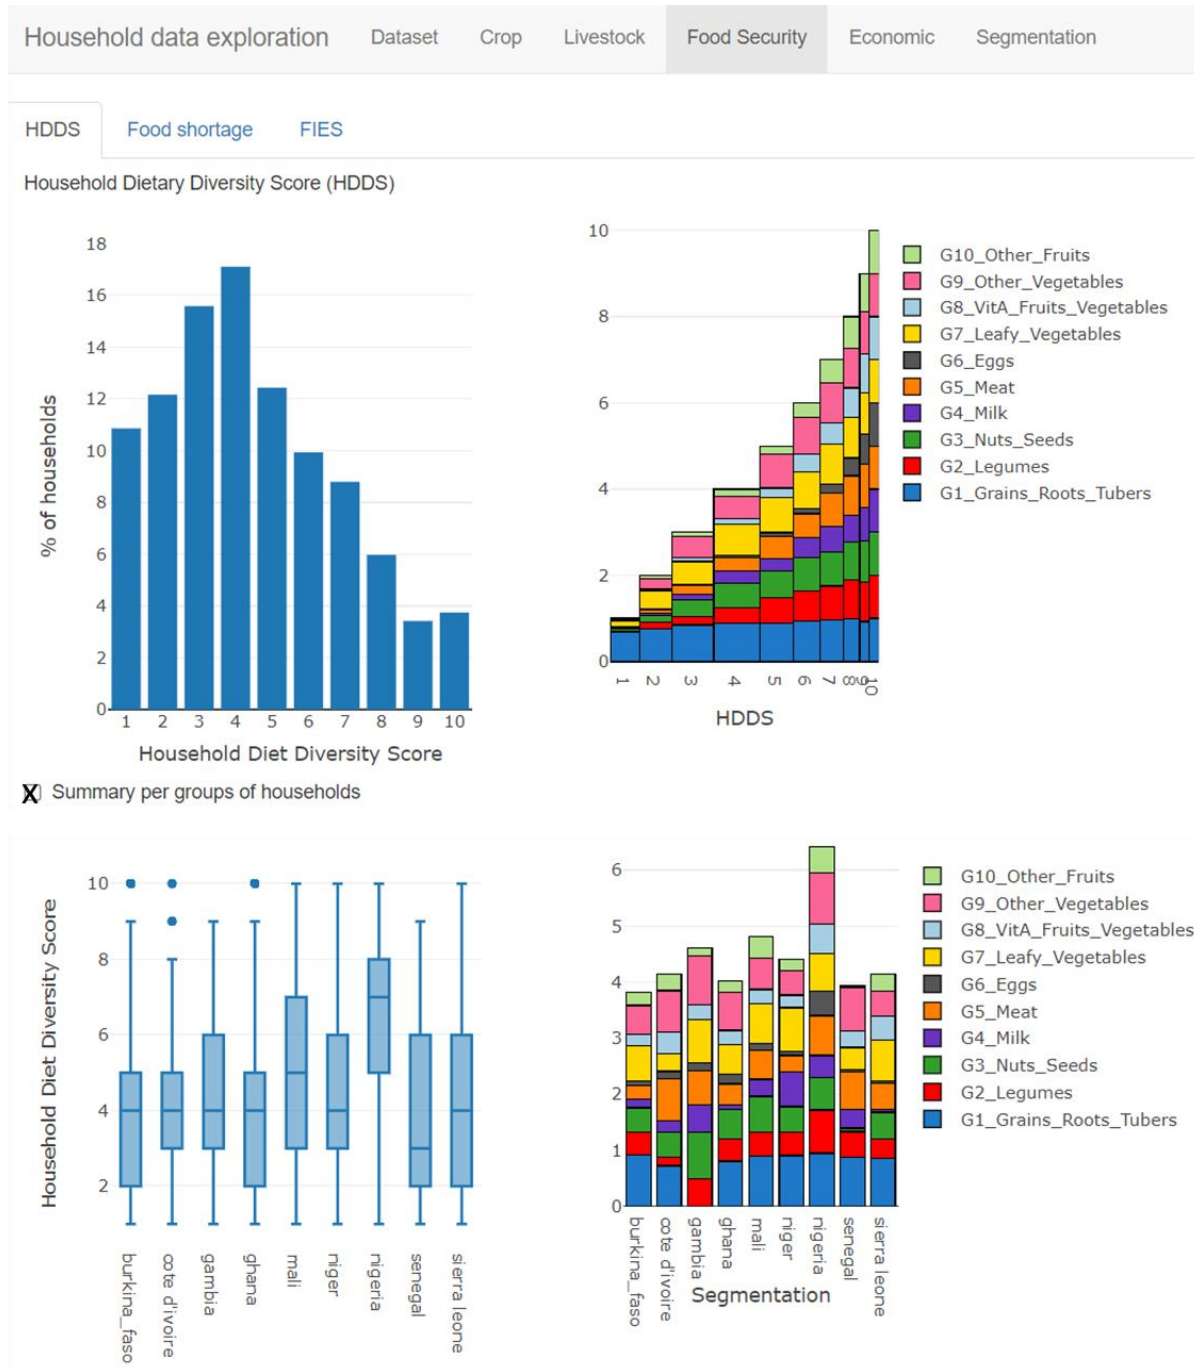 Household data exploration Dataset Crop Livestock Food Security Economic Segmentation
HDDS Food shortage FIES
Household Dietary Diversity Score (HDDS)
18
16
14
12
10
8
6
4
2
0
% of households
1 2 3 4 5 6 7 8 9 10
Household Diet Diversity Score
10
8
6
4
2
0
1 2 3 4 5 6 7 8 9 10
HDDS
G10_Other_Fruits
G9_Other_Vegetables
G8_VitA_Fruits_Vegetables
G7_Leafy_Vegetables
G6_Eggs
G5_Meat
G4_Milk
G3_Nuts_Seeds
G2_Legumes
G1_Grains_Roots_Tubers
X Summary per groups of households
10
8
6
4
2
Household Diet Diversity Score
burkina_faso
cote d'ivoire
gambia
ghana
mali
niger
nigeria
senegal
sierra leone
6
5
4
3
2
1
0
burkina_faso
cote d'ivoire
gambia
ghana
mali
niger
nigeria
senegal
sierra leone
Segmentation
G10_Other_Fruits
G9_Other_Vegetables
G8_VitA_Fruits_Vegetables
G7_Leafy_Vegetables
G6_Eggs
G5_Meat
G4_Milk
G3_Nuts_Seeds
G2_Legumes
G1_Grains_Roots_Tubers